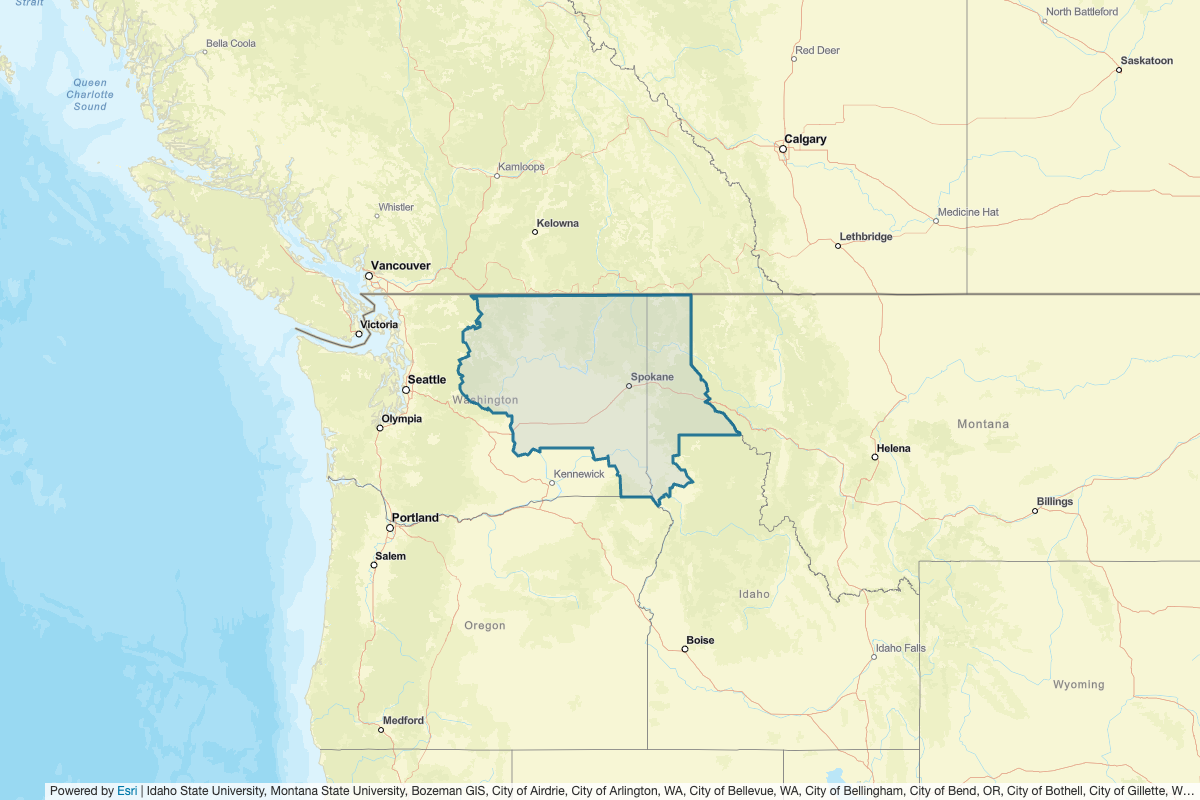 Strait
North Battleford
Bella Coola
Red Deer
Saskatoon
Queen
Charlotte
Sound
Calgary
Kamloops
Whistler
Medicine Hat
Kelowna
Lethbridge
Vancouver
Victoria
Seattle
Spokane
Washington
Olympia
Montana
Helena
Kennewick
Billings
Portland
Salem
Idaho
Oregon
Boise
Idaho Falls
Wyoming
Medford
Powered by Esri | Idaho State University, Montana State University, Bozeman GIS, City of Airdrie, City of Arlington, WA, City of Bellevue, WA, City of Bellingham, City of Bend, OR, City of Bothell, City of Gillette, W…